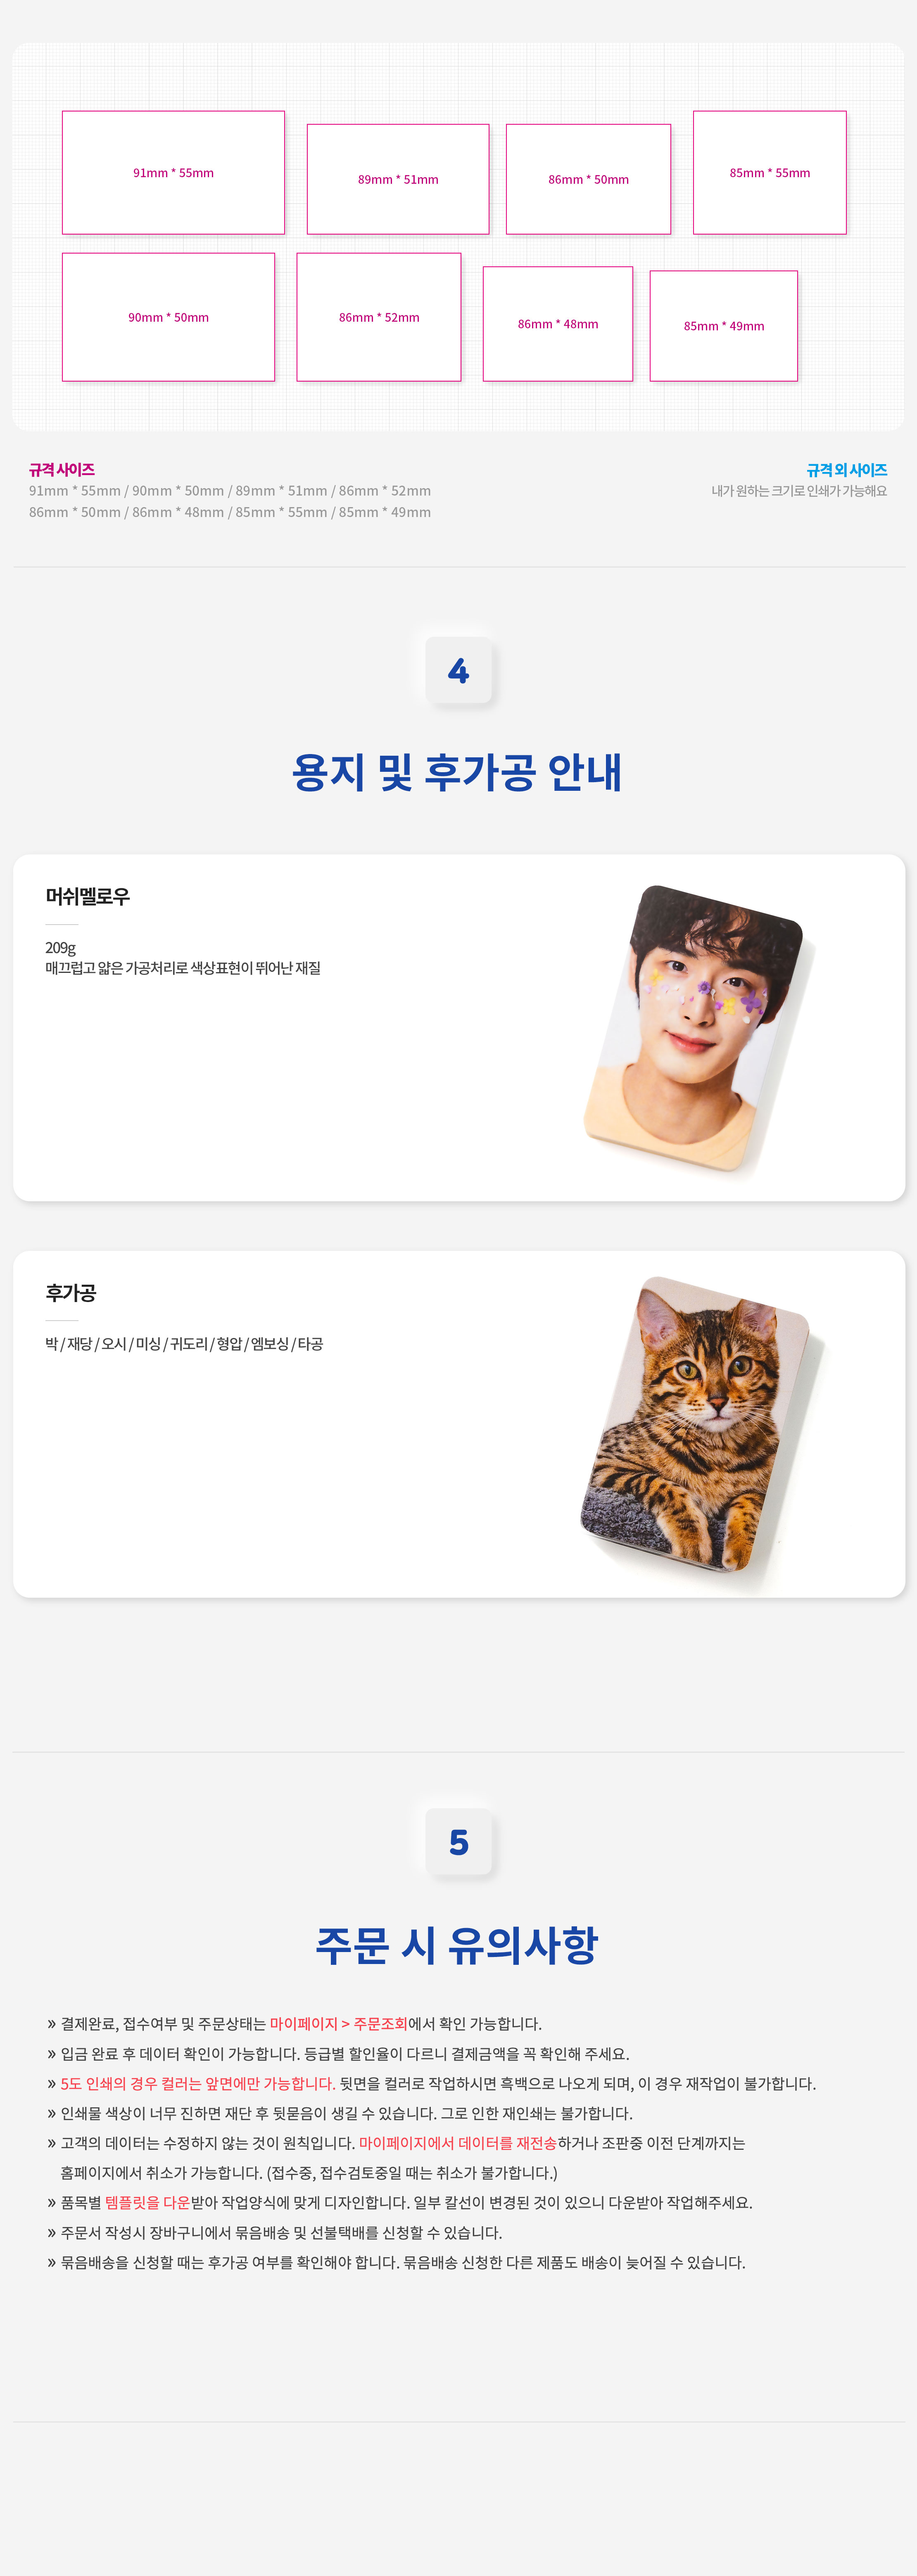 91mm * 55mm
89mm * 51mm
86mm * 50mm
85mm * 55mm
90mm * 50mm
86mm * 52mm
86mm * 48mm
85mm * 49mm
규격 사이즈
91mm * 55mm / 90mm * 50mm / 89mm * 51mm / 86mm * 52mm
86mm * 50mm / 86mm * 48mm / 85mm * 55mm / 85mm * 49mm
규격 외 사이즈
내가 원하는 크기로 인쇄가 가능해요
4
용지 및 후가공 안내
머쉬멜로우
209g
매끄럽고 얇은 가공처리로 색상표현이 뛰어난 재질
후가공
박 / 재당 / 오시 / 미싱 / 귀도리 / 형압 / 엠보싱 / 타공
5
주문 시 유의사항
» 결제완료, 접수여부 및 주문상태는 마이페이지 > 주문조회에서 확인 가능합니다.
» 입금 완료 후 데이터 확인이 가능합니다. 등급별 할인율이 다르니 결제금액을 꼭 확인해 주세요.
» 5도 인쇄의 경우 컬러는 앞면에만 가능합니다. 뒷면을 컬러로 작업하시면 흑백으로 나오게 되며, 이 경우 재작업이 불가합니다.
» 인쇄물 색상이 너무 진하면 재단 후 뒷묻음이 생길 수 있습니다. 그로 인한 재인쇄는 불가합니다.
» 고객의 데이터는 수정하지 않는 것이 원칙입니다. 마이페이지에서 데이터를 재전송하거나 조판중 이전 단계까지는
홈페이지에서 취소가 가능합니다. (접수중, 접수검토중일 때는 취소가 불가합니다.)
» 품목별 템플릿을 다운받아 작업양식에 맞게 디자인합니다. 일부 칼선이 변경된 것이 있으니 다운받아 작업해주세요.
» 주문서 작성시 장바구니에서 묶음배송 및 선불택배를 신청할 수 있습니다.
» 묶음배송을 신청할 때는 후가공 여부를 확인해야 합니다. 묶음배송 신청한 다른 제품도 배송이 늦어질 수 있습니다.